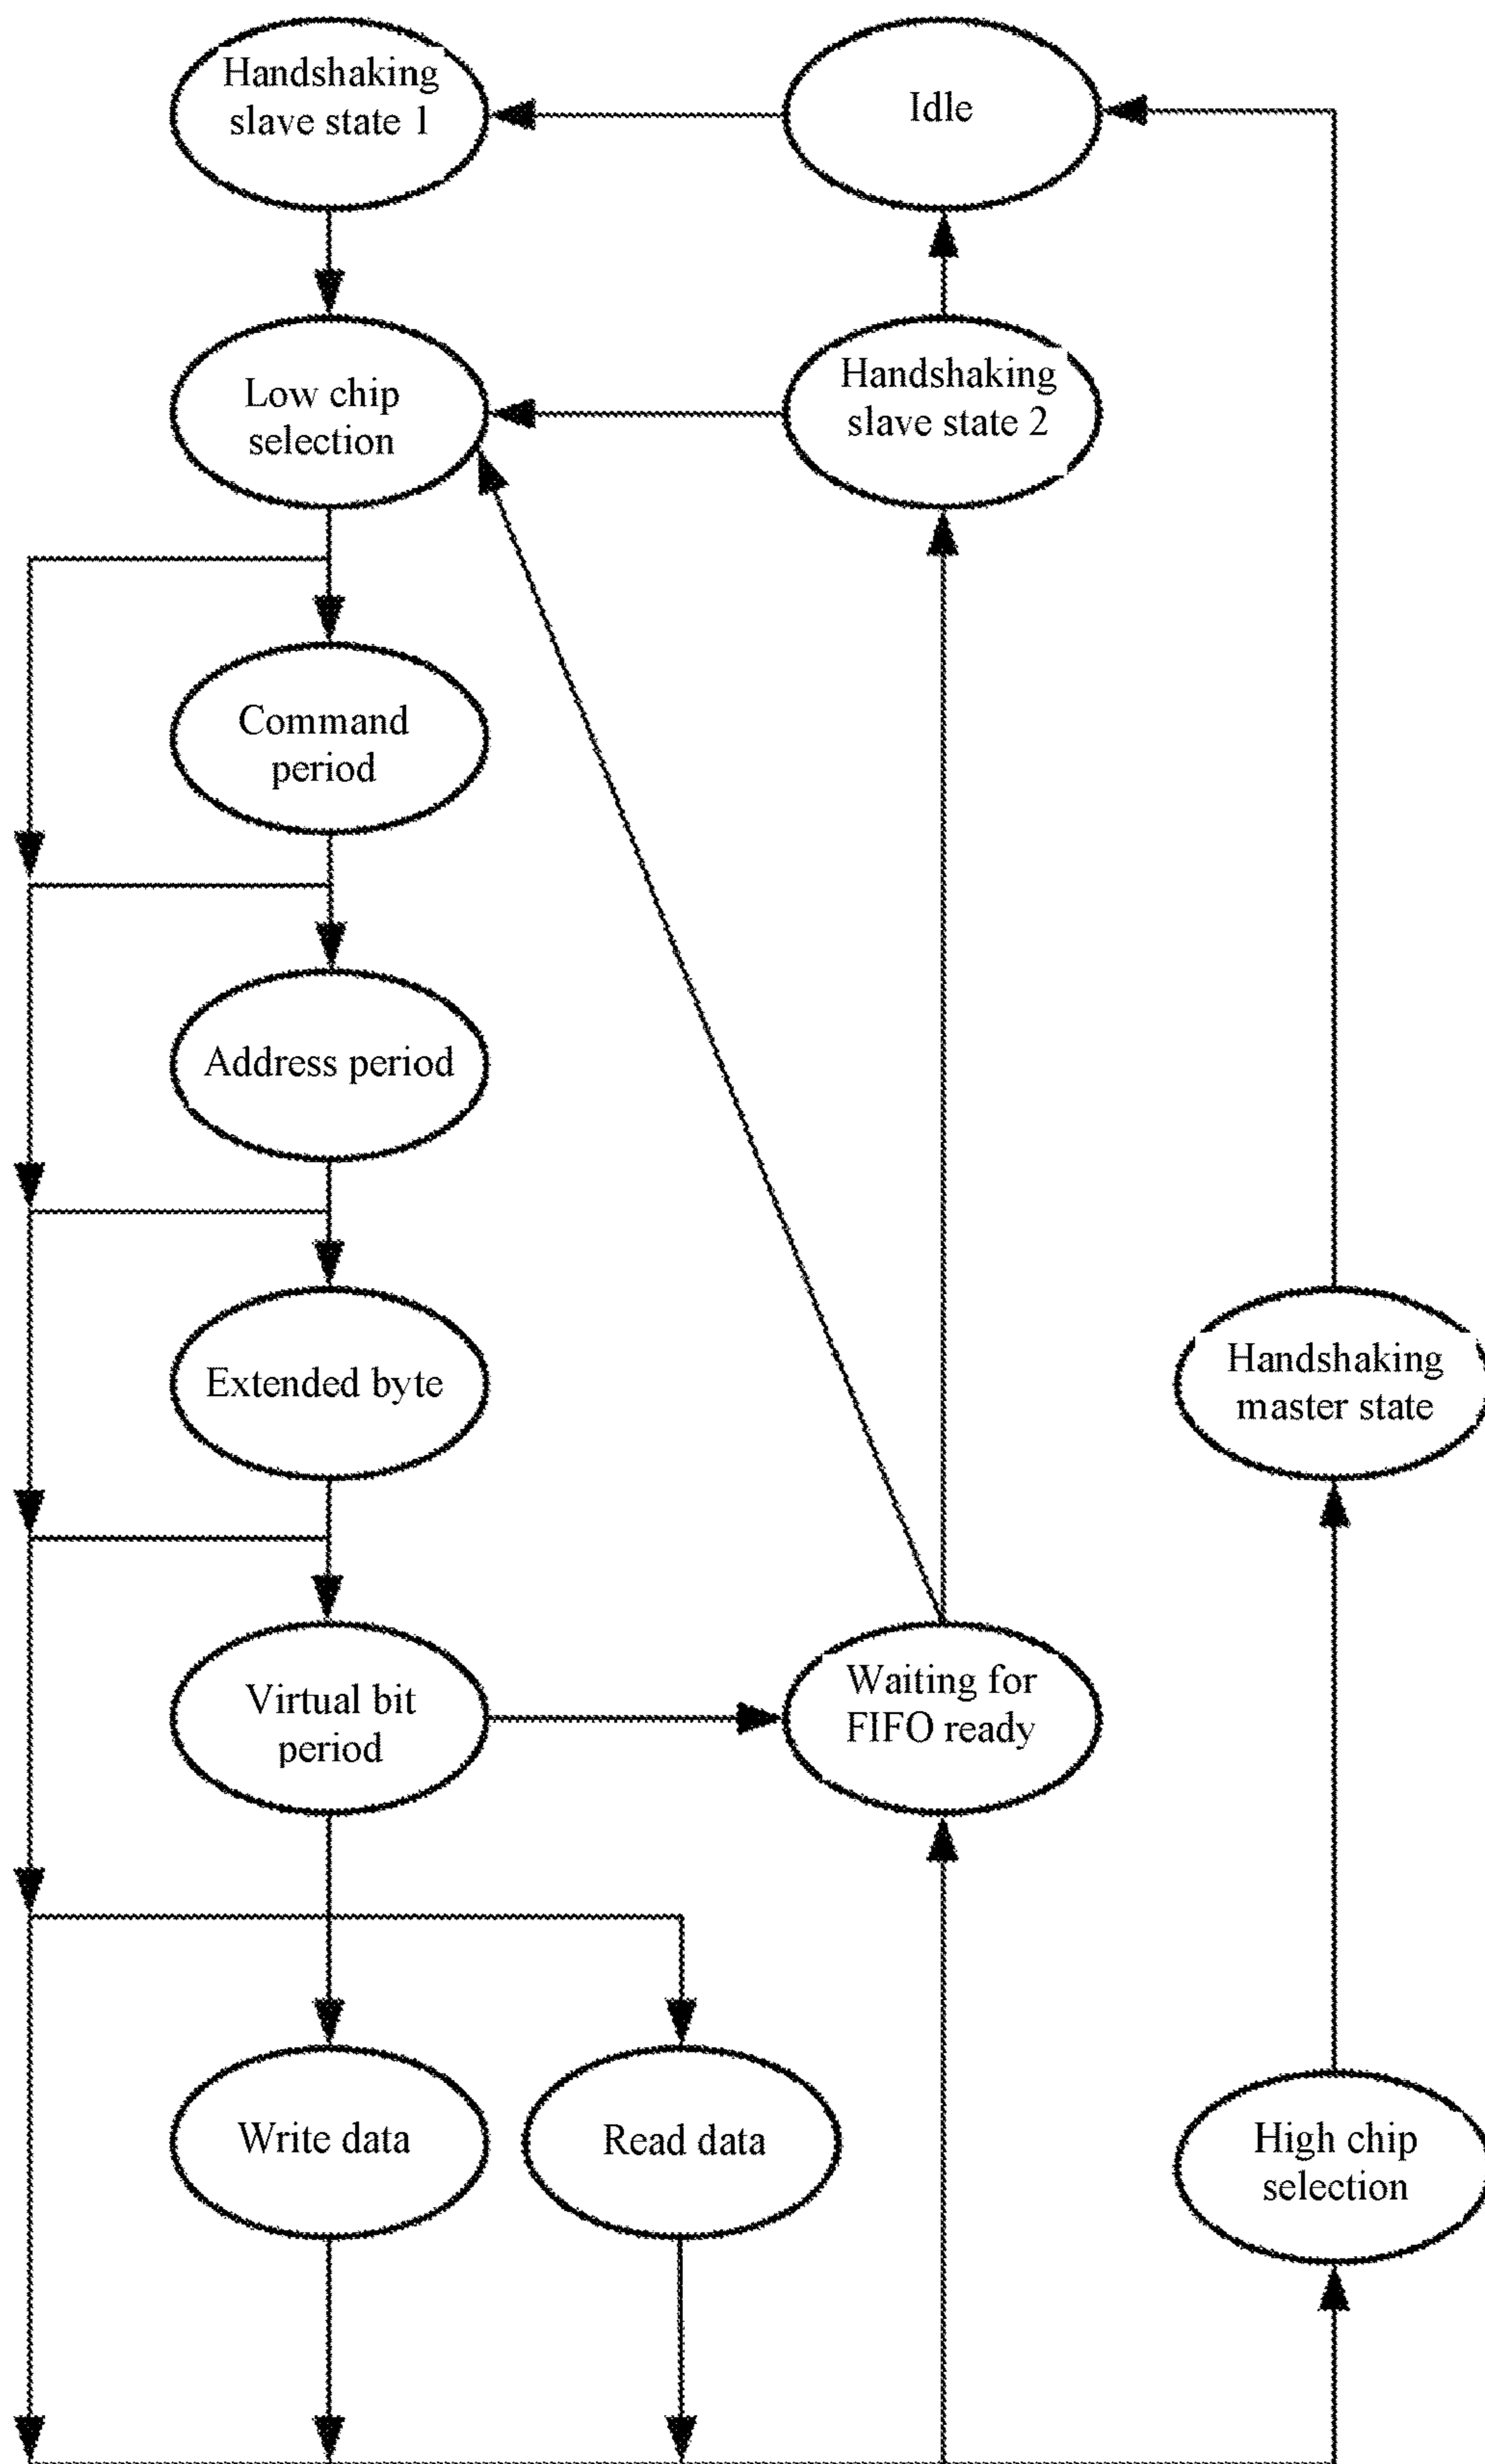 Handshaking
slave state 1
Idle
Low chip
selection
Handshaking
slave state 2
Command
period
Address period
Extended byte
Handshaking
master state
Virtual bit
period
Waiting for
FIFO ready
Write data
Read data
High chip
selection